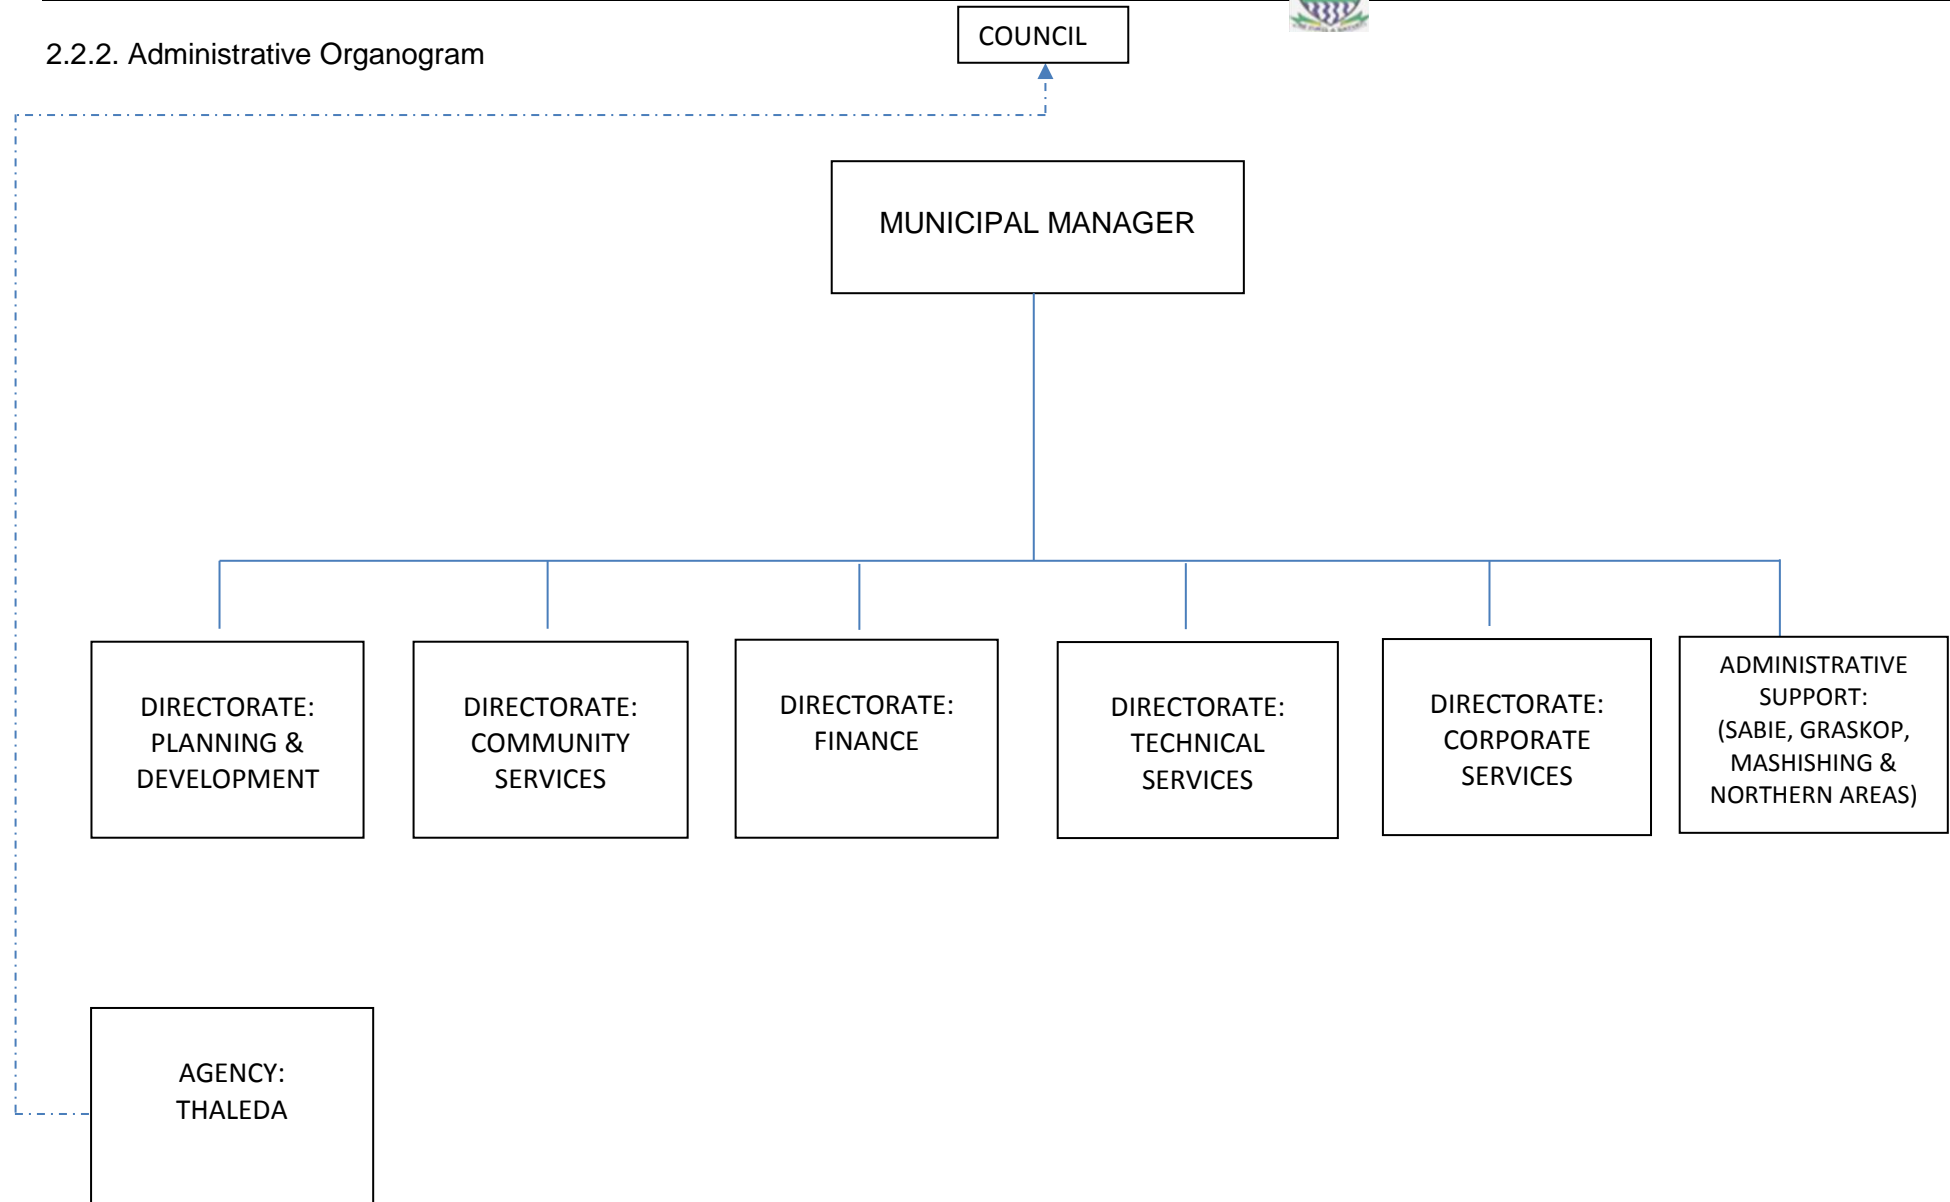 COUNCIL
2.2.2. Administrative Organogram
MUNICIPAL MANAGER
DIRECTORATE:
PLANNING &
DEVELOPMENT
DIRECTORATE:
COMMUNITY
SERVICES
DIRECTORATE:
FINANCE
DIRECTORATE:
TECHNICAL
SERVICES
DIRECTORATE:
CORPORATE
SERVICES
ADMINISTRATIVE
SUPPORT:
(SABIE, GRASKOP,
MASHISHING &
NORTHERN AREAS)
AGENCY:
THALEDA